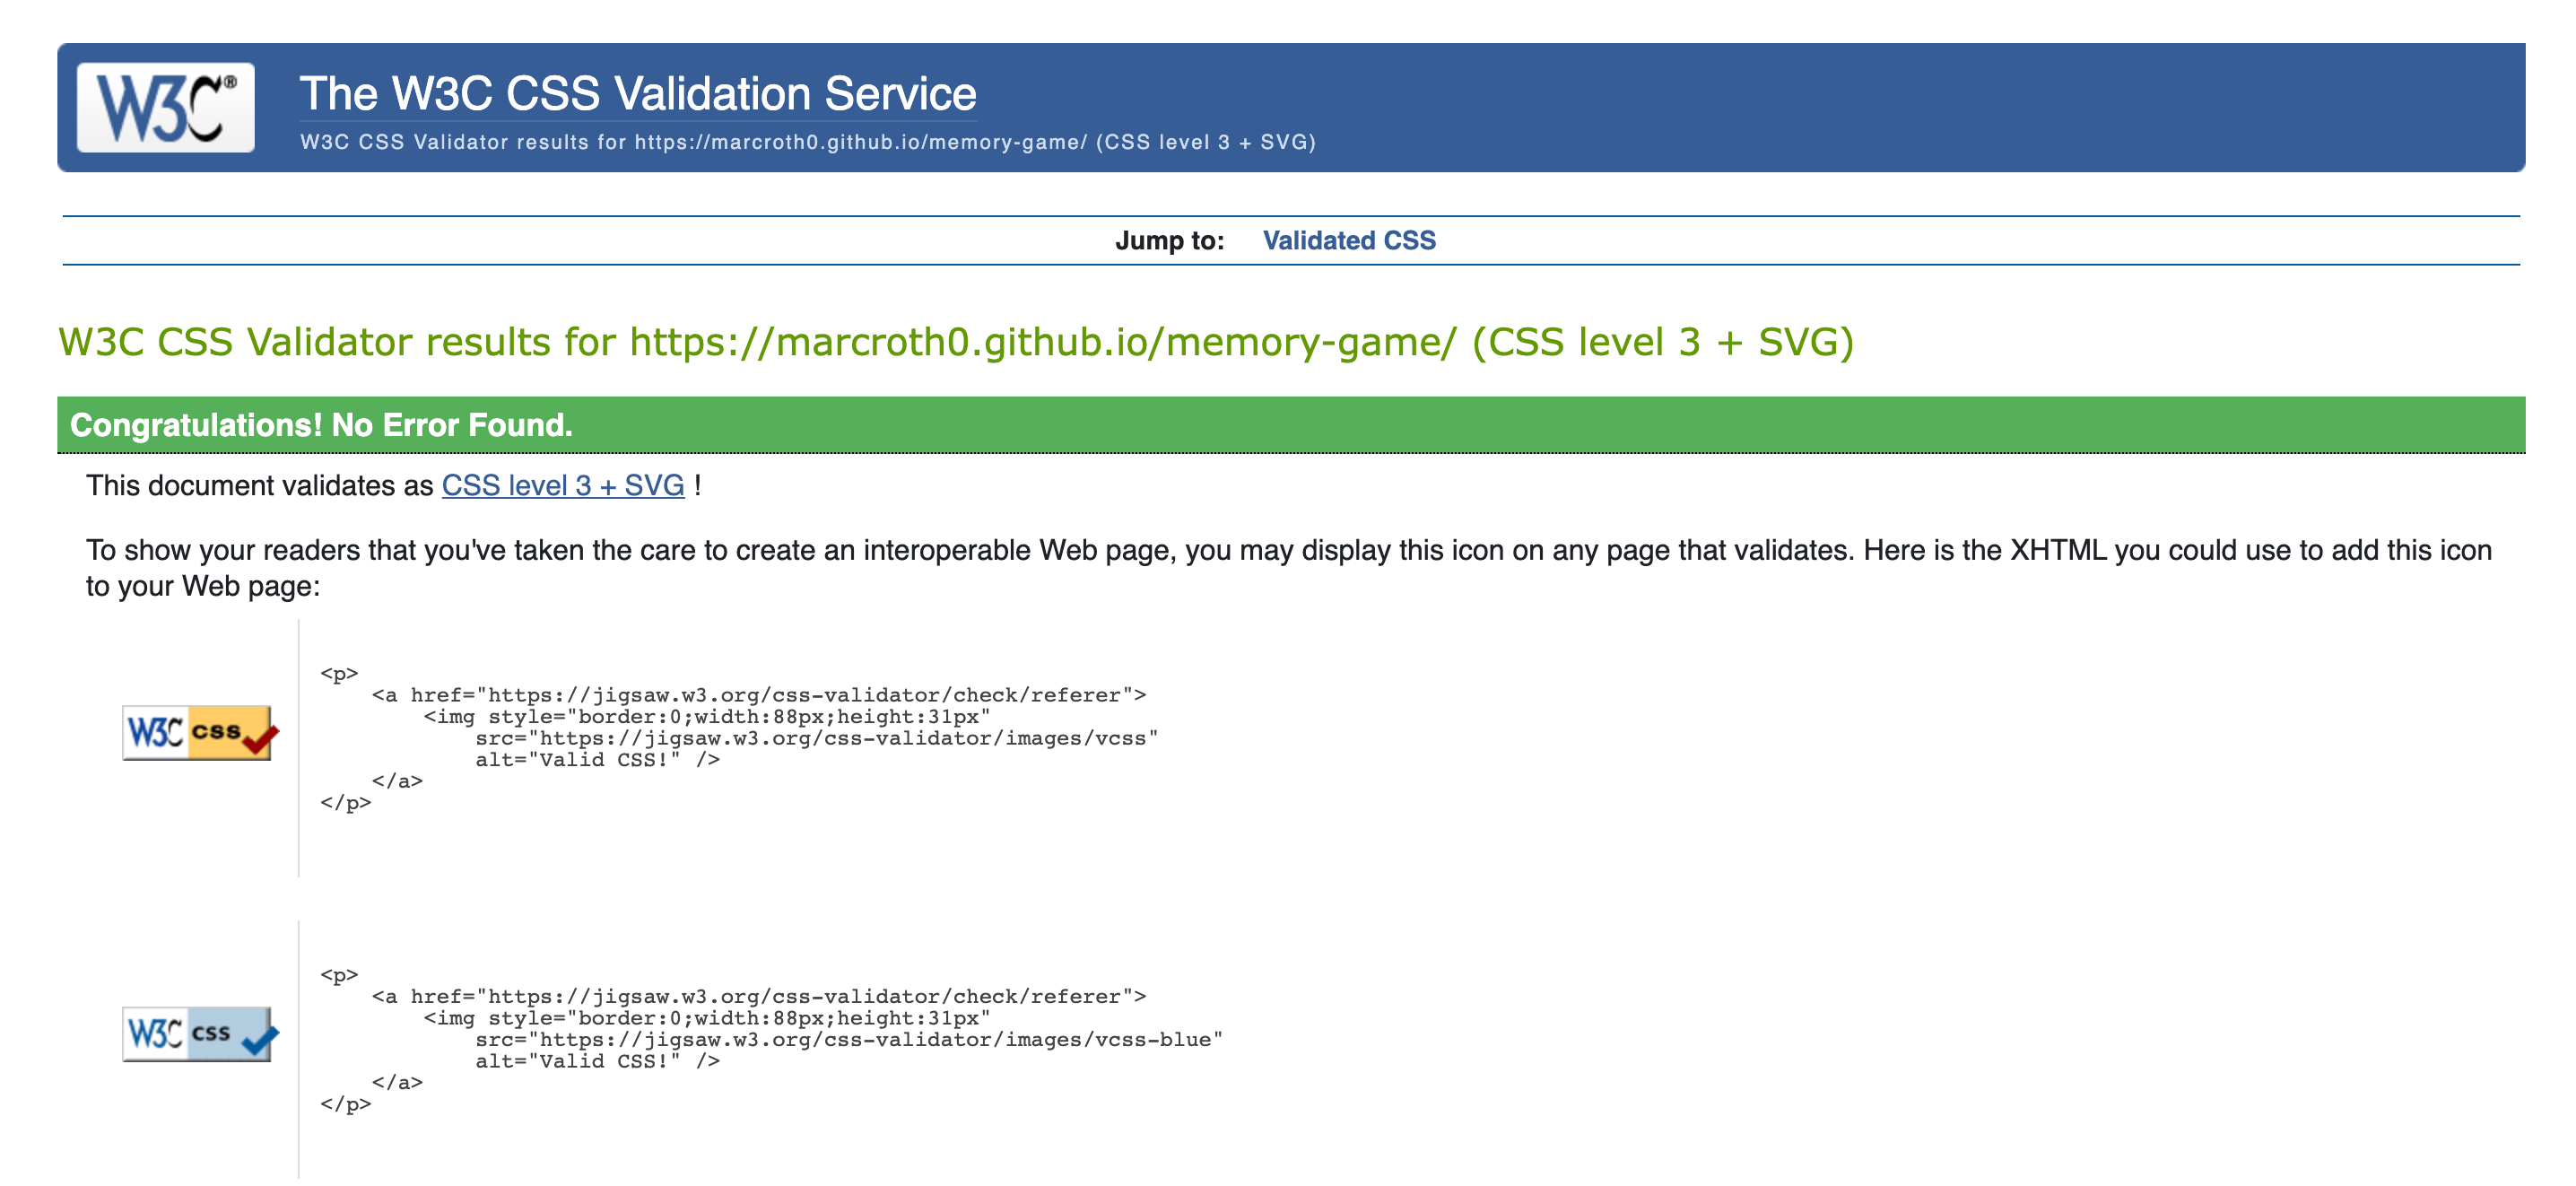 W3C®
The W3C CSS Validation Service
W3C CSS Validator results for https://marcroth0.github.io/memory-game/ (CSS level 3 + SVG)
Jump to: Validated CSS
W3C CSS Validator results for https://marcroth0.github.io/memory-game/ (CSS level 3 + SVG)
Congratulations! No Error Found.
This document validates as CSS level 3 + SVG !
To show your readers that you've taken the care to create an interoperable Web page, you may display this icon on any page that validates. Here is the XHTML you could use to add this icon
to your Web page:
W3C css
<p>
    <a href="https://jigsaw.w3.org/css-validator/check/referer">
        <img style="border:0;width:88px;height:31px"
            src="https://jigsaw.w3.org/css-validator/images/vcss"
            alt="Valid CSS!" />
    </a>
</p>
W3C css
<p>
    <a href="https://jigsaw.w3.org/css-validator/check/referer">
        <img style="border:0;width:88px;height:31px"
            src="https://jigsaw.w3.org/css-validator/images/vcss-blue"
            alt="Valid CSS!" />
    </a>
</p>